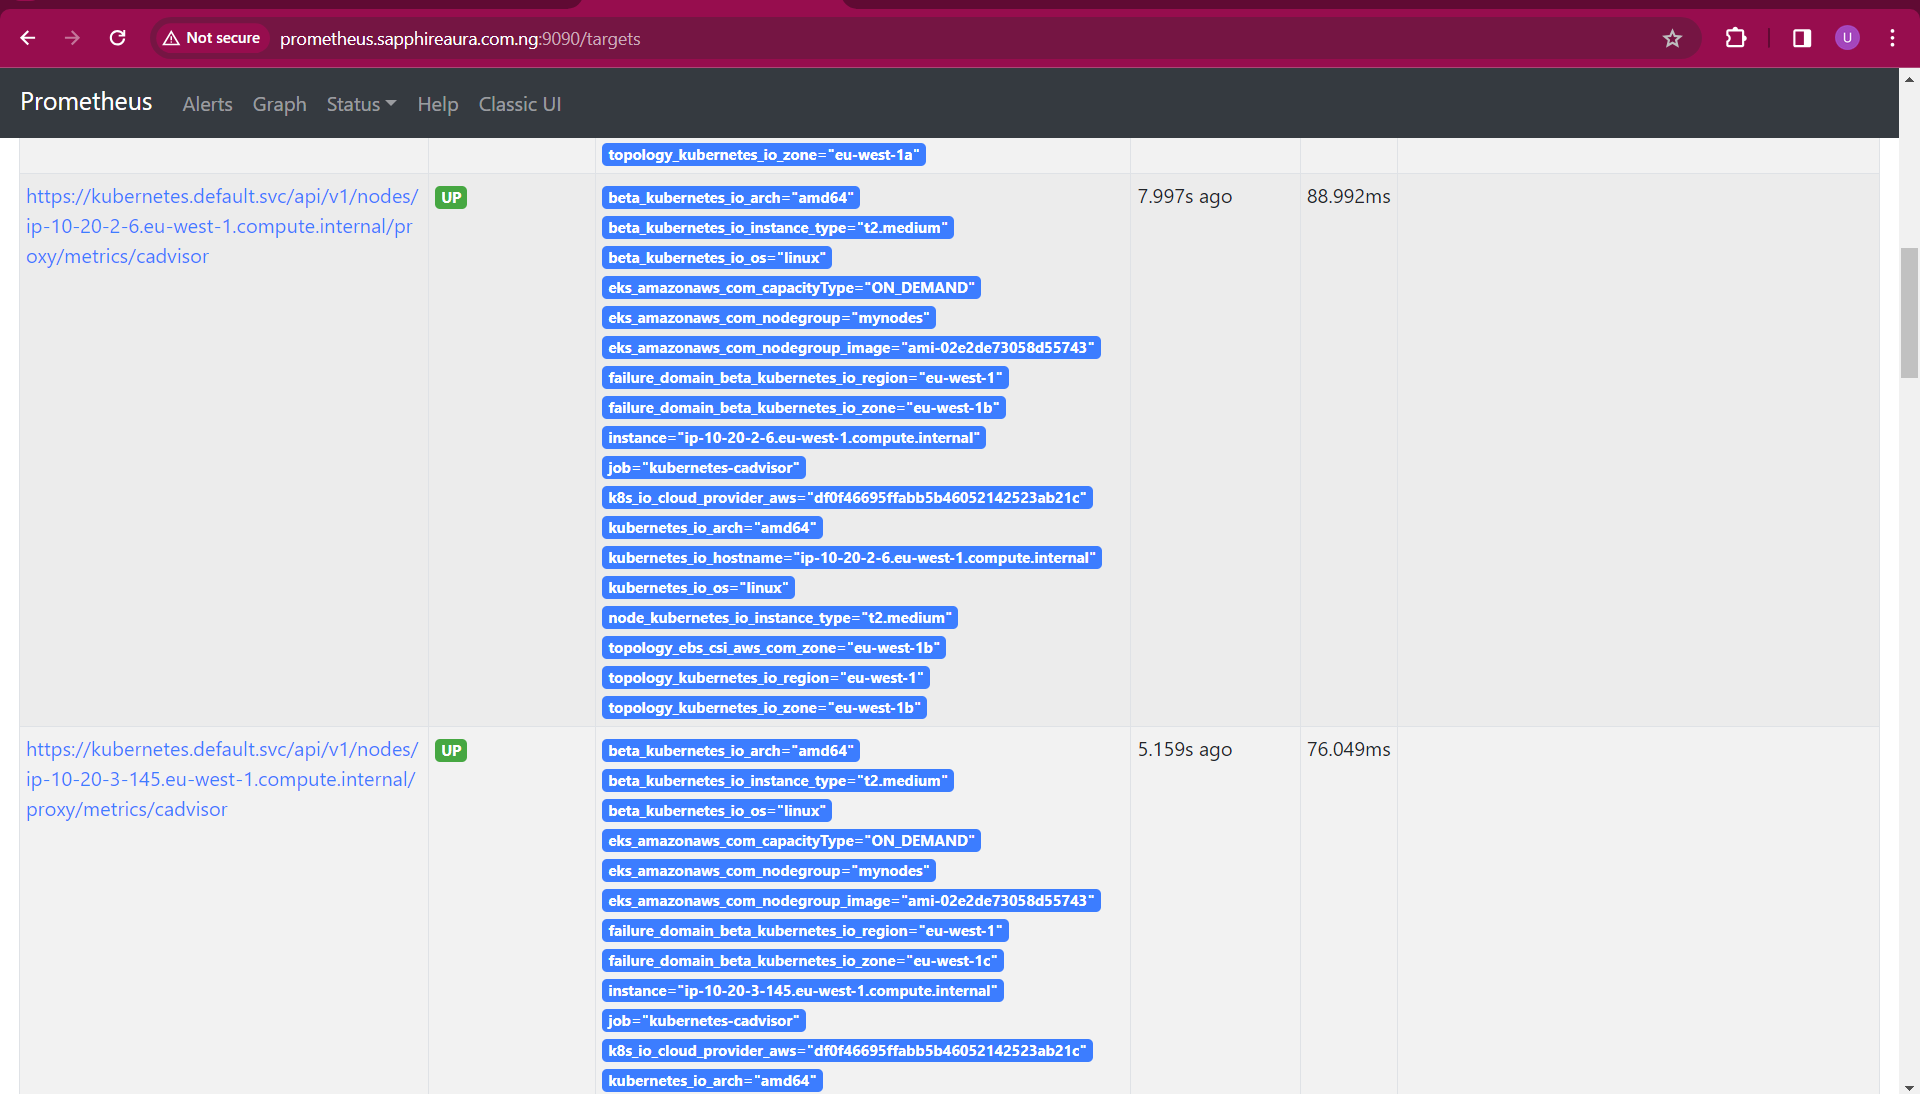 Not secure prometheus.sapphireaura.com.ng:9090/targets U
Prometheus Alerts Graph Status Help Classic UI
topology_kubernetes_io_zone="eu-west-1a"
https://kubernetes.default.svc/api/v1/nodes/
ip-10-20-2-6.eu-west-1.compute.internal/pr
oxy/metrics/cadvisor
UP
beta_kubernetes_io_arch="amd64"
beta_kubernetes_io_instance_type="t2.medium"
beta_kubernetes_io_os="linux"
eks_amazonaws_com_capacityType="ON_DEMAND"
eks_amazonaws_com_nodegroup="mynodes"
eks_amazonaws_com_nodegroup_image="ami-02e2de73058d55743"
failure_domain_beta_kubernetes_io_region="eu-west-1"
failure_domain_beta_kubernetes_io_zone="eu-west-1b"
instance="ip-10-20-2-6.eu-west-1.compute.internal"
job="kubernetes-cadvisor"
k8s_io_cloud_provider_aws="df0f46695ffabb5b46052142523ab21c"
kubernetes_io_arch="amd64"
kubernetes_io_hostname="ip-10-20-2-6.eu-west-1.compute.internal"
kubernetes_io_os="linux"
node_kubernetes_io_instance_type="t2.medium"
topology_ebs_csi_aws_com_zone="eu-west-1b"
topology_kubernetes_io_region="eu-west-1"
topology_kubernetes_io_zone="eu-west-1b"
7.997s ago
88.992ms
https://kubernetes.default.svc/api/v1/nodes/
ip-10-20-3-145.eu-west-1.compute.internal/
proxy/metrics/cadvisor
UP
beta_kubernetes_io_arch="amd64"
beta_kubernetes_io_instance_type="t2.medium"
beta_kubernetes_io_os="linux"
eks_amazonaws_com_capacityType="ON_DEMAND"
eks_amazonaws_com_nodegroup="mynodes"
eks_amazonaws_com_nodegroup_image="ami-02e2de73058d55743"
failure_domain_beta_kubernetes_io_region="eu-west-1"
failure_domain_beta_kubernetes_io_zone="eu-west-1c"
instance="ip-10-20-3-145.eu-west-1.compute.internal"
job="kubernetes-cadvisor"
k8s_io_cloud_provider_aws="df0f46695ffabb5b46052142523ab21c"
kubernetes_io_arch="amd64"
5.159s ago
76.049ms